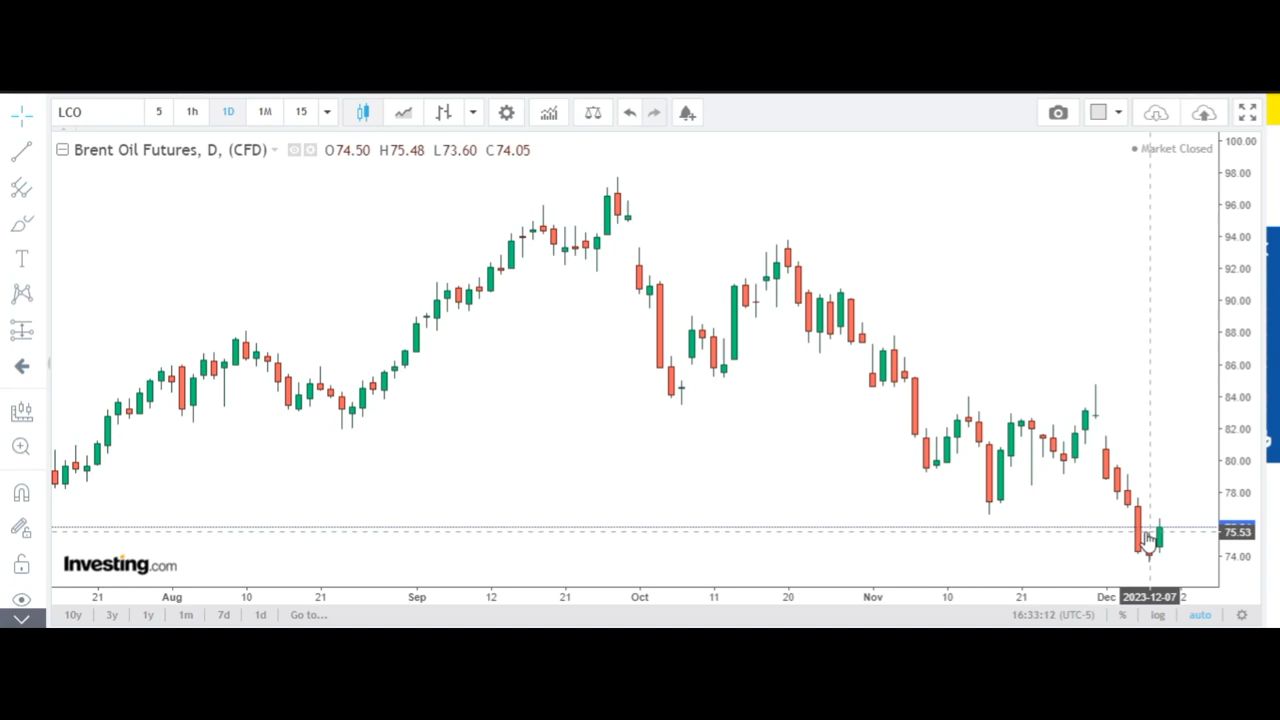 LCO 5 1h 1D 1M 15
Brent Oil Futures, D, (CFD) O74.50 H75.48 L73.60 C74.05
Market Closed
100.00
98.00
96.00
94.00
92.00
90.00
88.00
86.00
84.00
82.00
80.00
78.00
75.53
74.00
Investing.com
21 Aug 10 21 Sep 12 21 Oct 11 20 Nov 10 21 Dec 2023-12-07 2
10y 3y 1y 1m 7d 1d Go to... 16:33:12 (UTC-5) % log auto